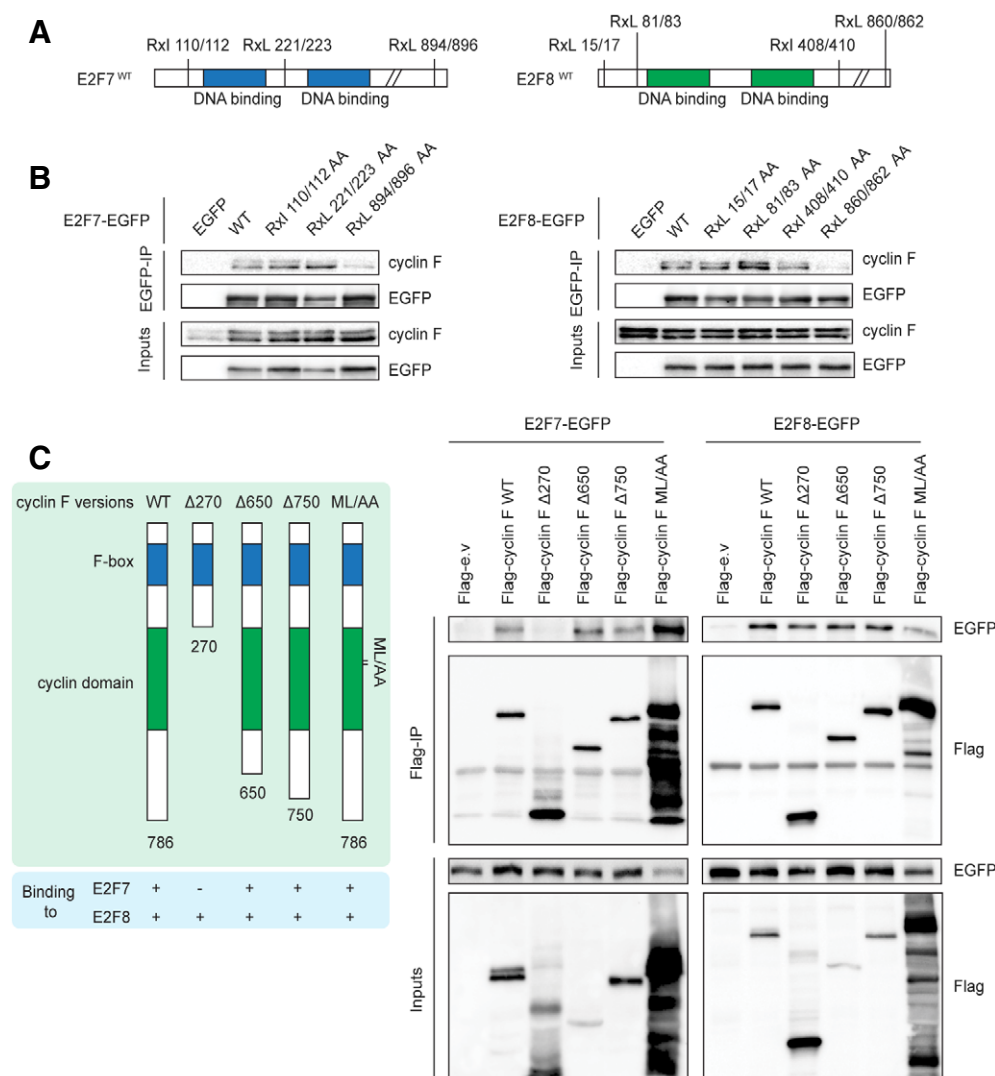 A
RxI 110/112
RxL 221/223
RxL 894/896
E2F7 WT
DNA binding
DNA binding
RxL 15/17
RxL 81/83
RxI 408/410
RxL 860/862
E2F8 WT
DNA binding
DNA binding
B
E2F7-EGFP
EGFP
WT
RxI 110/112 AA
RxL 221/223 AA
RxL 894/896 AA
EGFP-IP
cyclin F
EGFP
Inputs
cyclin F
EGFP
E2F8-EGFP
EGFP
WT
RxL 15/17 AA
RxL 81/83 AA
RxI 408/410 AA
RxL 860/862 AA
EGFP-IP
cyclin F
EGFP
Inputs
cyclin F
EGFP
C
cyclin F versions WT Δ270 Δ650 Δ750 ML/AA
F-box
cyclin domain
ML/AA
270
650
750
786
786
Binding to
E2F7 + - + + +
E2F8 + + + + +
E2F7-EGFP
Flag-e.v
Flag-cyclin F WT
Flag-cyclin F Δ270
Flag-cyclin F Δ650
Flag-cyclin F Δ750
Flag-cyclin F ML/AA
E2F8-EGFP
Flag-e.v
Flag-cyclin F WT
Flag-cyclin F Δ270
Flag-cyclin F Δ650
Flag-cyclin F Δ750
Flag-cyclin F ML/AA
Flag-IP
EGFP
Flag
Inputs
EGFP
Flag